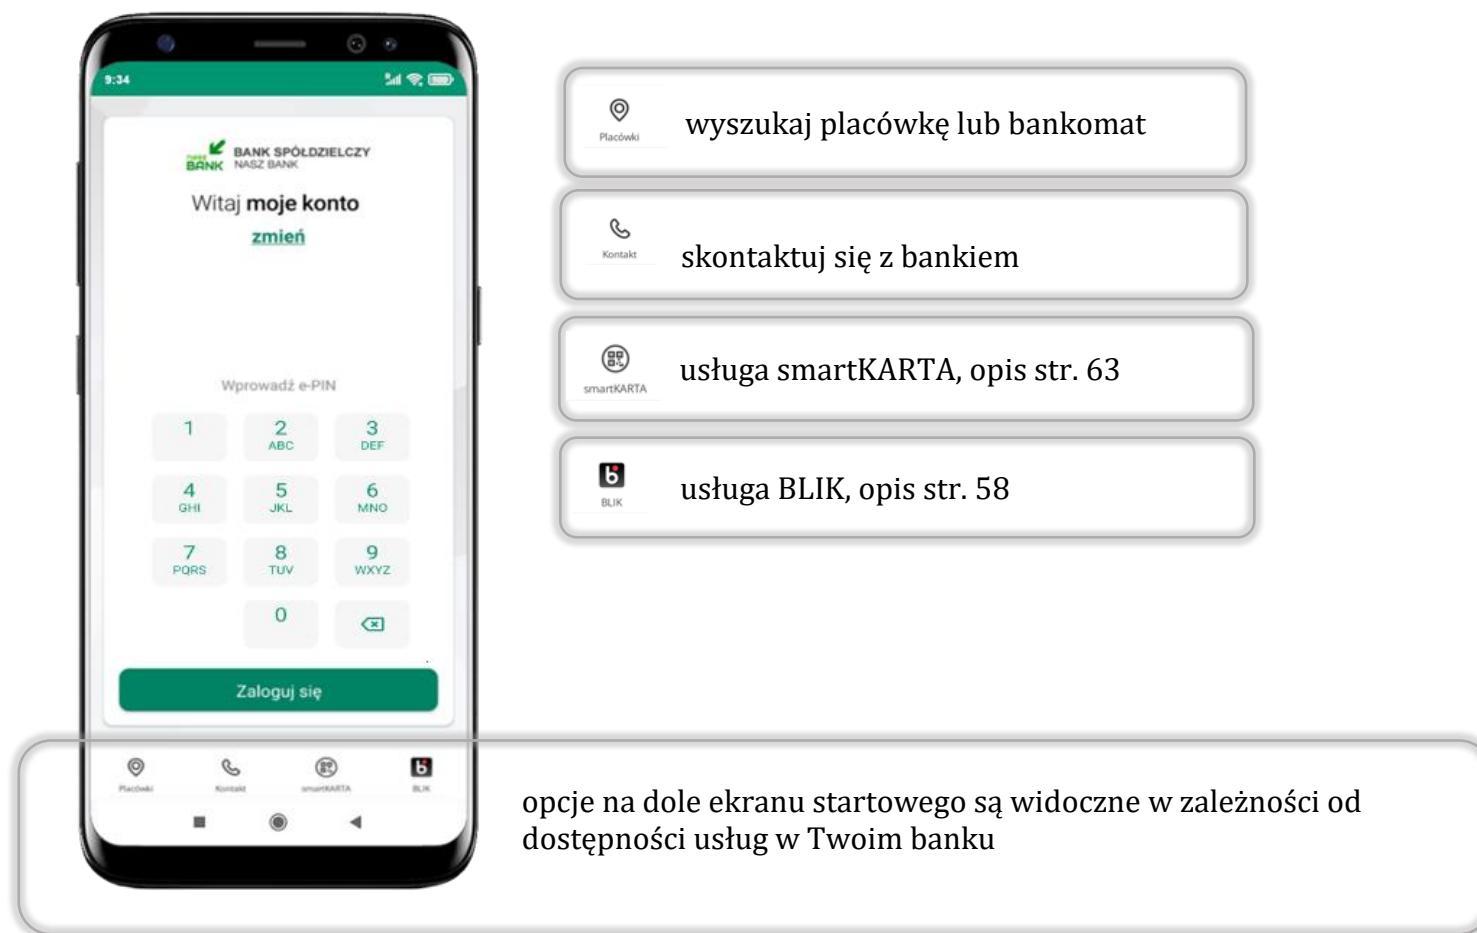 9:34
BANK
BANK SPÓŁDZIELCZY
NASZ BANK
Witaj moje konto
zmień
Wprowadź e-PIN
1
2
ABC
3
DEF
4
GHI
5
JKL
6
MNO
7
PQRS
8
TUV
9
WXYZ
0
Zaloguj się
Placówki
Kontakt
smartKARTA
BLIK
Placówki
wyszukaj placówkę lub bankomat
Kontakt
skontaktuj się z bankiem
smartKARTA
usługa smartKARTA, opis str. 63
BLIK
usługa BLIK, opis str. 58
opcje na dole ekranu startowego są widoczne w zależności od
dostępności usług w Twoim banku